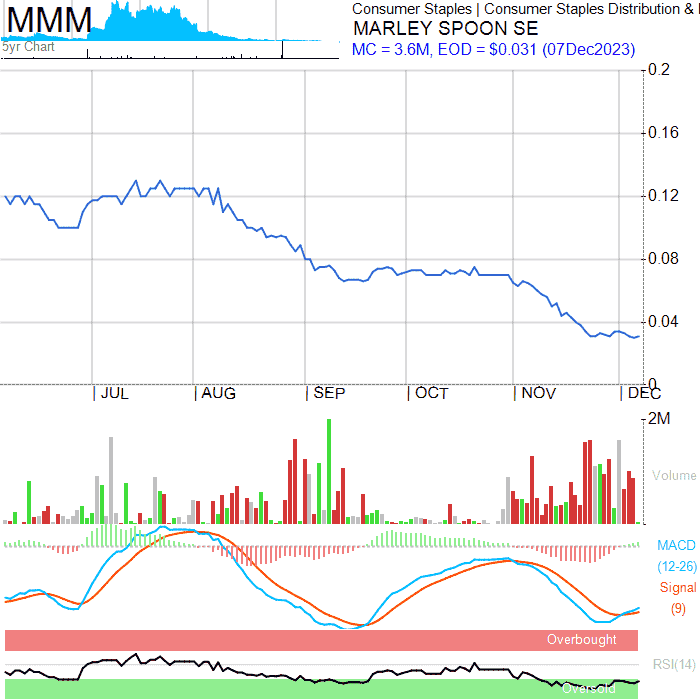 MMM
5yr Chart
Consumer Staples | Consumer Staples Distribution &
MARLEY SPOON SE
MC = 3.6M, EOD = $0.031 (07Dec2023)
0.2
0.16
0.12
0.08
0.04
0
JUL AUG SEP OCT NOV DEC
2M
Volume
MACD
(12-26)
Signal
(9)
Overbought
RSI(14)
Oversold